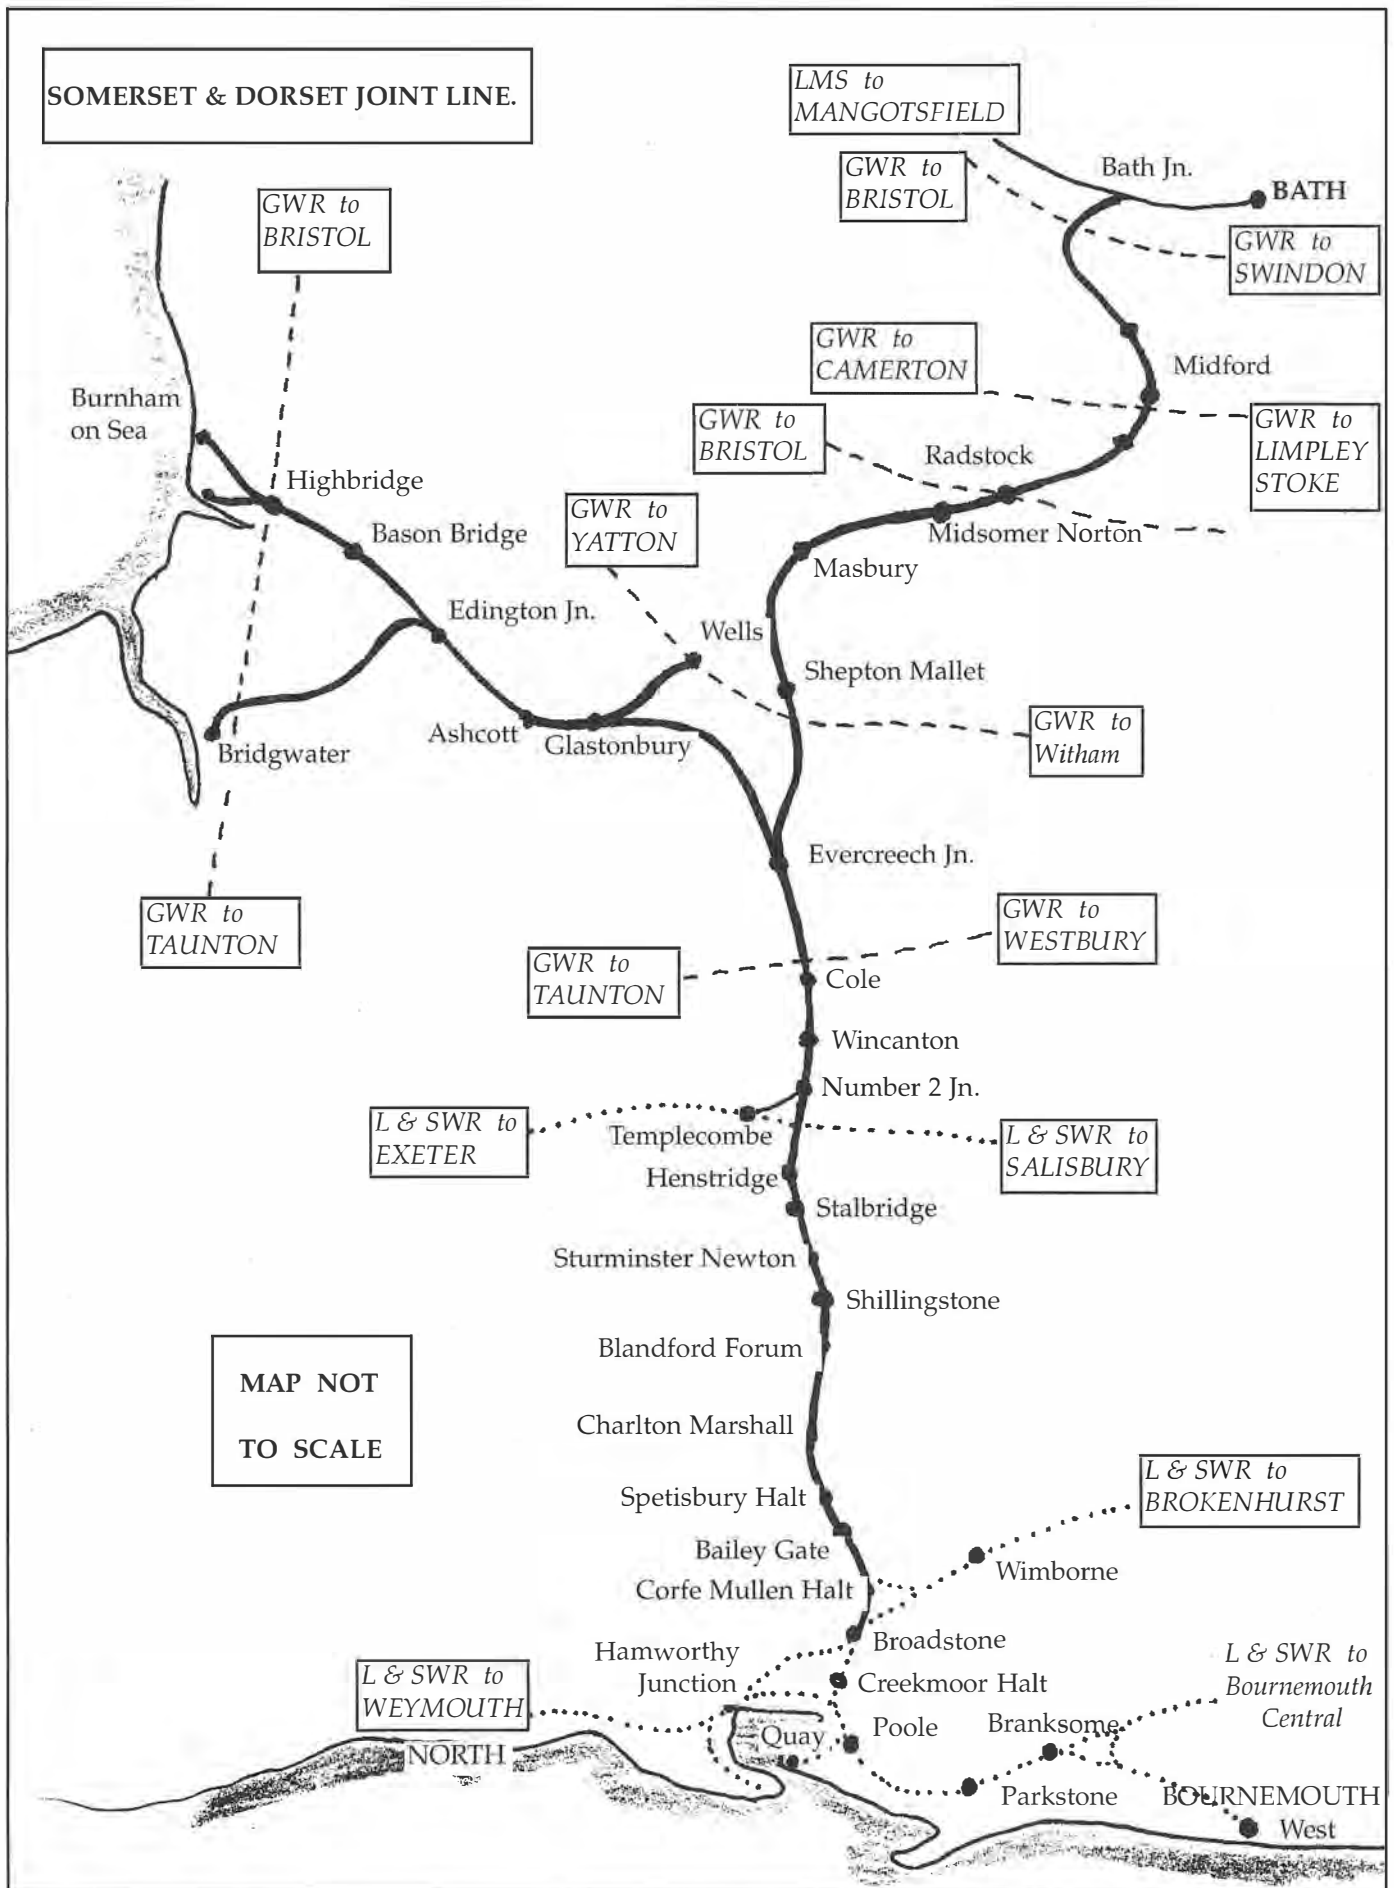 SOMERSET & DORSET JOINT LINE.
LMS to
MANGOTSFIELD
GWR to
BRISTOL
Bath Jn.
BATH
GWR to
SWINDON
GWR to
BRISTOL
GWR to
CAMERTON
Midford
GWR to
LIMPLEY
STOKE
Burnham
on Sea
GWR to
BRISTOL
Radstock
Highbridge
GWR to
YATTON
Bason Bridge
Midsomer Norton
Masbury
Edington Jn.
Wells
Shepton Mallet
GWR to
Witham
Ashcott
Glastonbury
Bridgwater
Evercreech Jn.
GWR to
TAUNTON
GWR to
WESTBURY
GWR to
TAUNTON
Cole
Wincanton
Number 2 Jn.
L & SWR to
EXETER
Templecombe
L & SWR to
SALISBURY
Henstridge
Stalbridge
Sturminster Newton
Shillingstone
Blandford Forum
MAP NOT
TO SCALE
Charlton Marshall
Spetisbury Halt
L & SWR to
BROKENHURST
Bailey Gate
Wimborne
Corfe Mullen Halt
Broadstone
Hamworthy
Junction
L & SWR to
Bournemouth
Central
L & SWR to
WEYMOUTH
Creekmoor Halt
Poole
Branksome
Quay
NORTH
Parkstone
BOURNEMOUTH
West